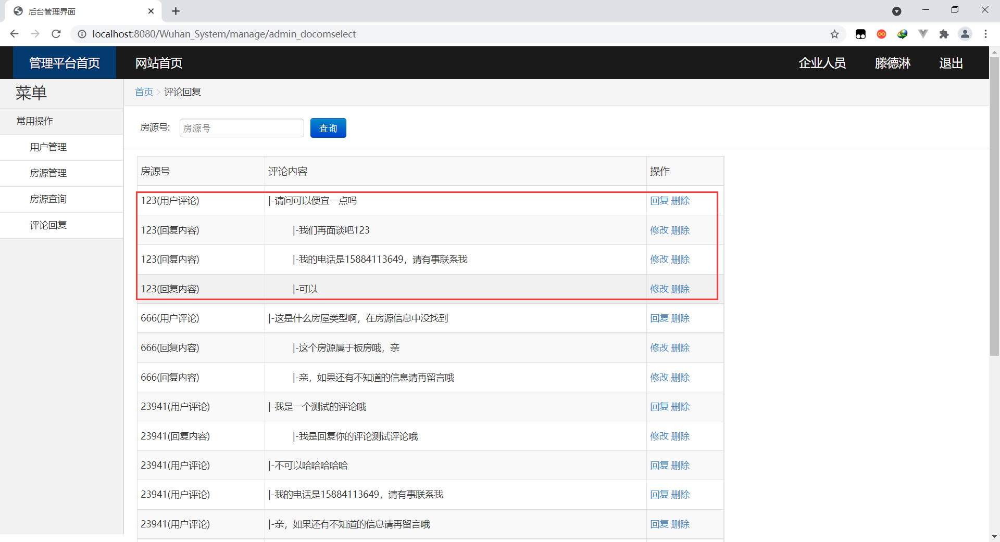 后台管理界面
localhost:8080/Wuhan_System/manage/admin_docomselect
管理平台首页 网站首页 企业人员 滕德淋 退出
菜单
首页 > 评论回复
常用操作
用户管理
房源管理
房源查询
评论回复
房源号: 房源号 查询
房源号 评论内容 操作
123(用户评论) |-请问可以便宜一点吗 回复 删除
123(回复内容) |-我们再面谈吧123 修改 删除
123(回复内容) |-我的电话是15884113649，请有事联系我 修改 删除
123(回复内容) |-可以 修改 删除
666(用户评论) |-这是什么房屋类型啊，在房源信息中没找到 回复 删除
666(回复内容) |-这个房源属于板房哦，亲 修改 删除
666(回复内容) |-亲，如果还有不知道的信息请再留言哦 修改 删除
23941(用户评论) |-我是一个测试的评论哦 回复 删除
23941(回复内容) |-我是回复你的评论测试评论哦 修改 删除
23941(用户评论) |-不可以哈哈哈哈哈 回复 删除
23941(用户评论) |-我的电话是15884113649，请有事联系我 回复 删除
23941(用户评论) |-亲，如果还有不知道的信息请再留言哦 回复 删除